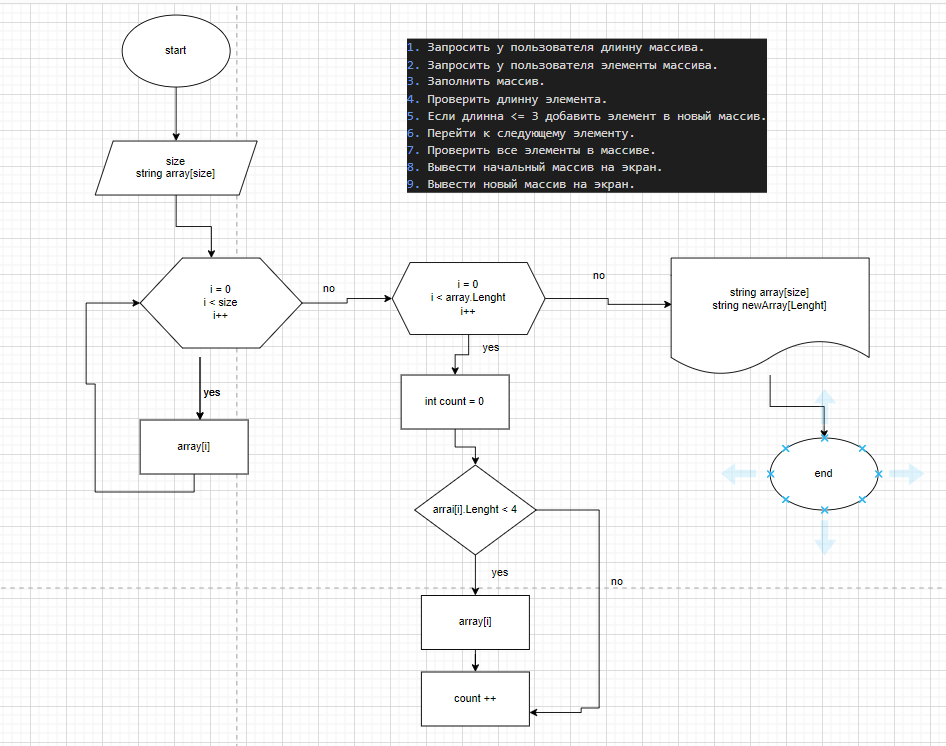 start
1. Запросить у пользователя длинну массива.
2. Запросить у пользователя элементы массива.
3. Заполнить массив.
4. Проверить длинну элемента.
5. Если длинна <= 3 добавить элемент в новый массив.
6. Перейти к следующему элементу.
7. Проверить все элементы в массиве.
8. Вывести начальный массив на экран.
9. Вывести новый массив на экран.
size
string array[size]
i = 0
i < size
i++
no
yes
array[i]
i = 0
i < array.Lenght
i++
no
yes
int count = 0
arrai[i].Lenght < 4
yes
no
array[i]
count ++
string array[size]
string newArray[Lenght]
end